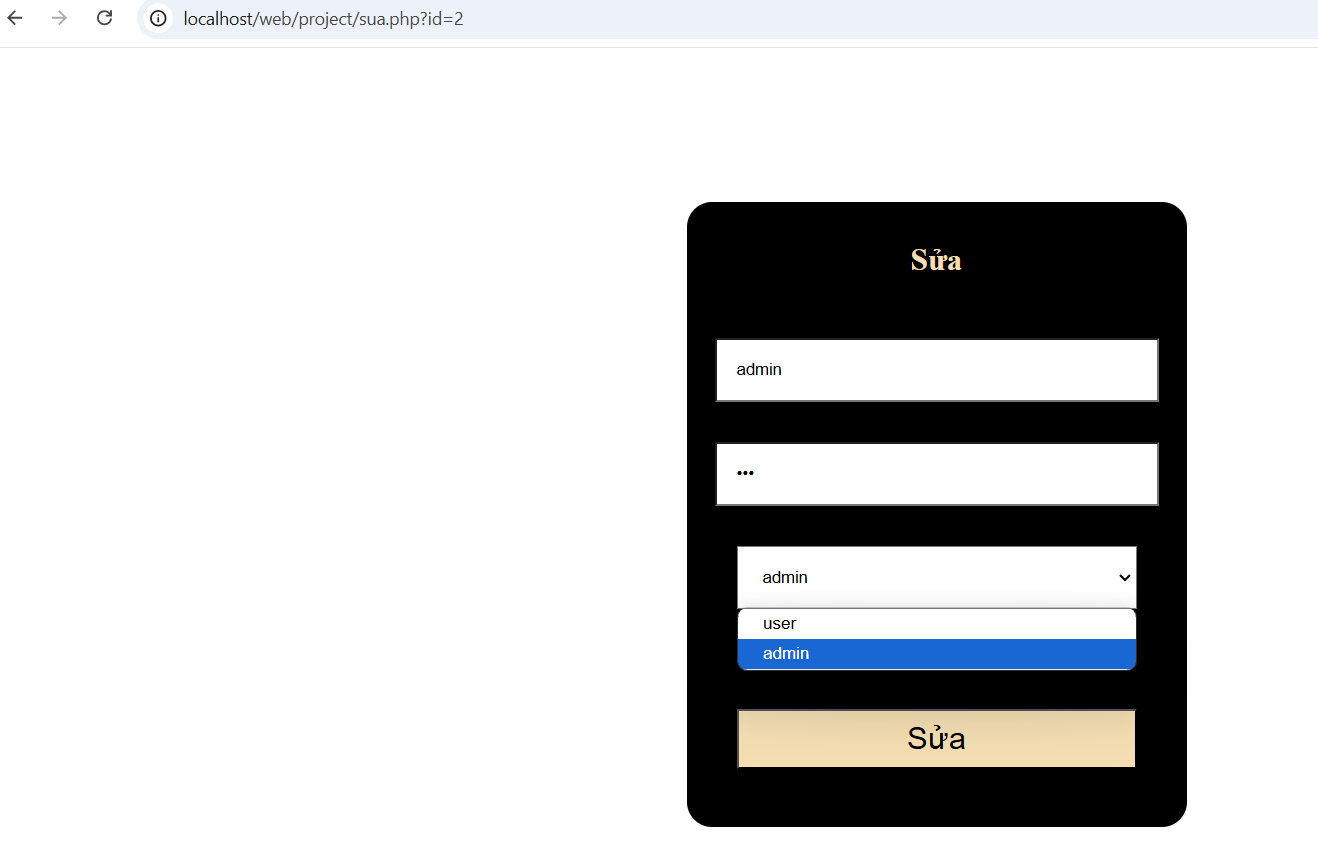 localhost/web/project/sua.php?id=2
Sửa
admin
•••
admin
user
admin
Sửa